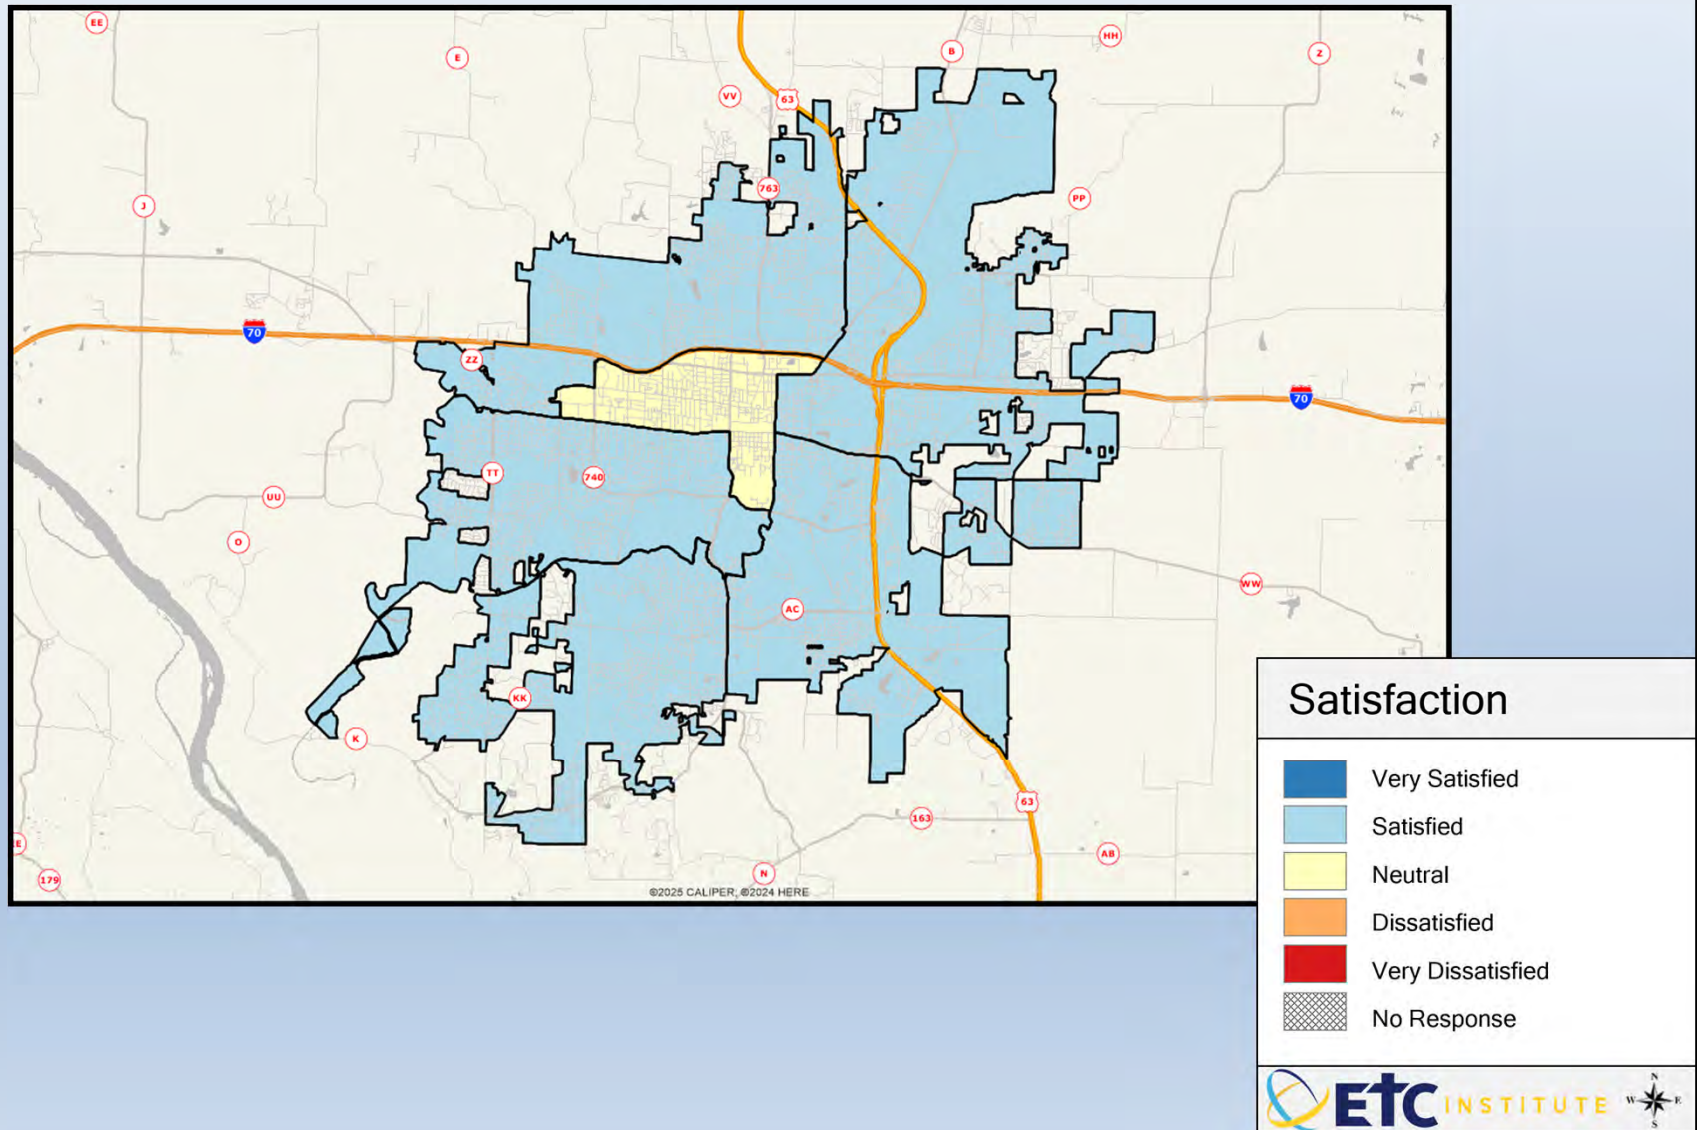 EE
E
B
HH
Z
VV
63
763
PP
J
70
ZZ
70
TT
740
UU
O
WW
AC
KK
K
63
163
E
AB
179
N
©2025 CALIPER; ©2024 HERE
Satisfaction
Very Satisfied
Satisfied
Neutral
Dissatisfied
Very Dissatisfied
No Response
ETC INSTITUTE
N
W E
S